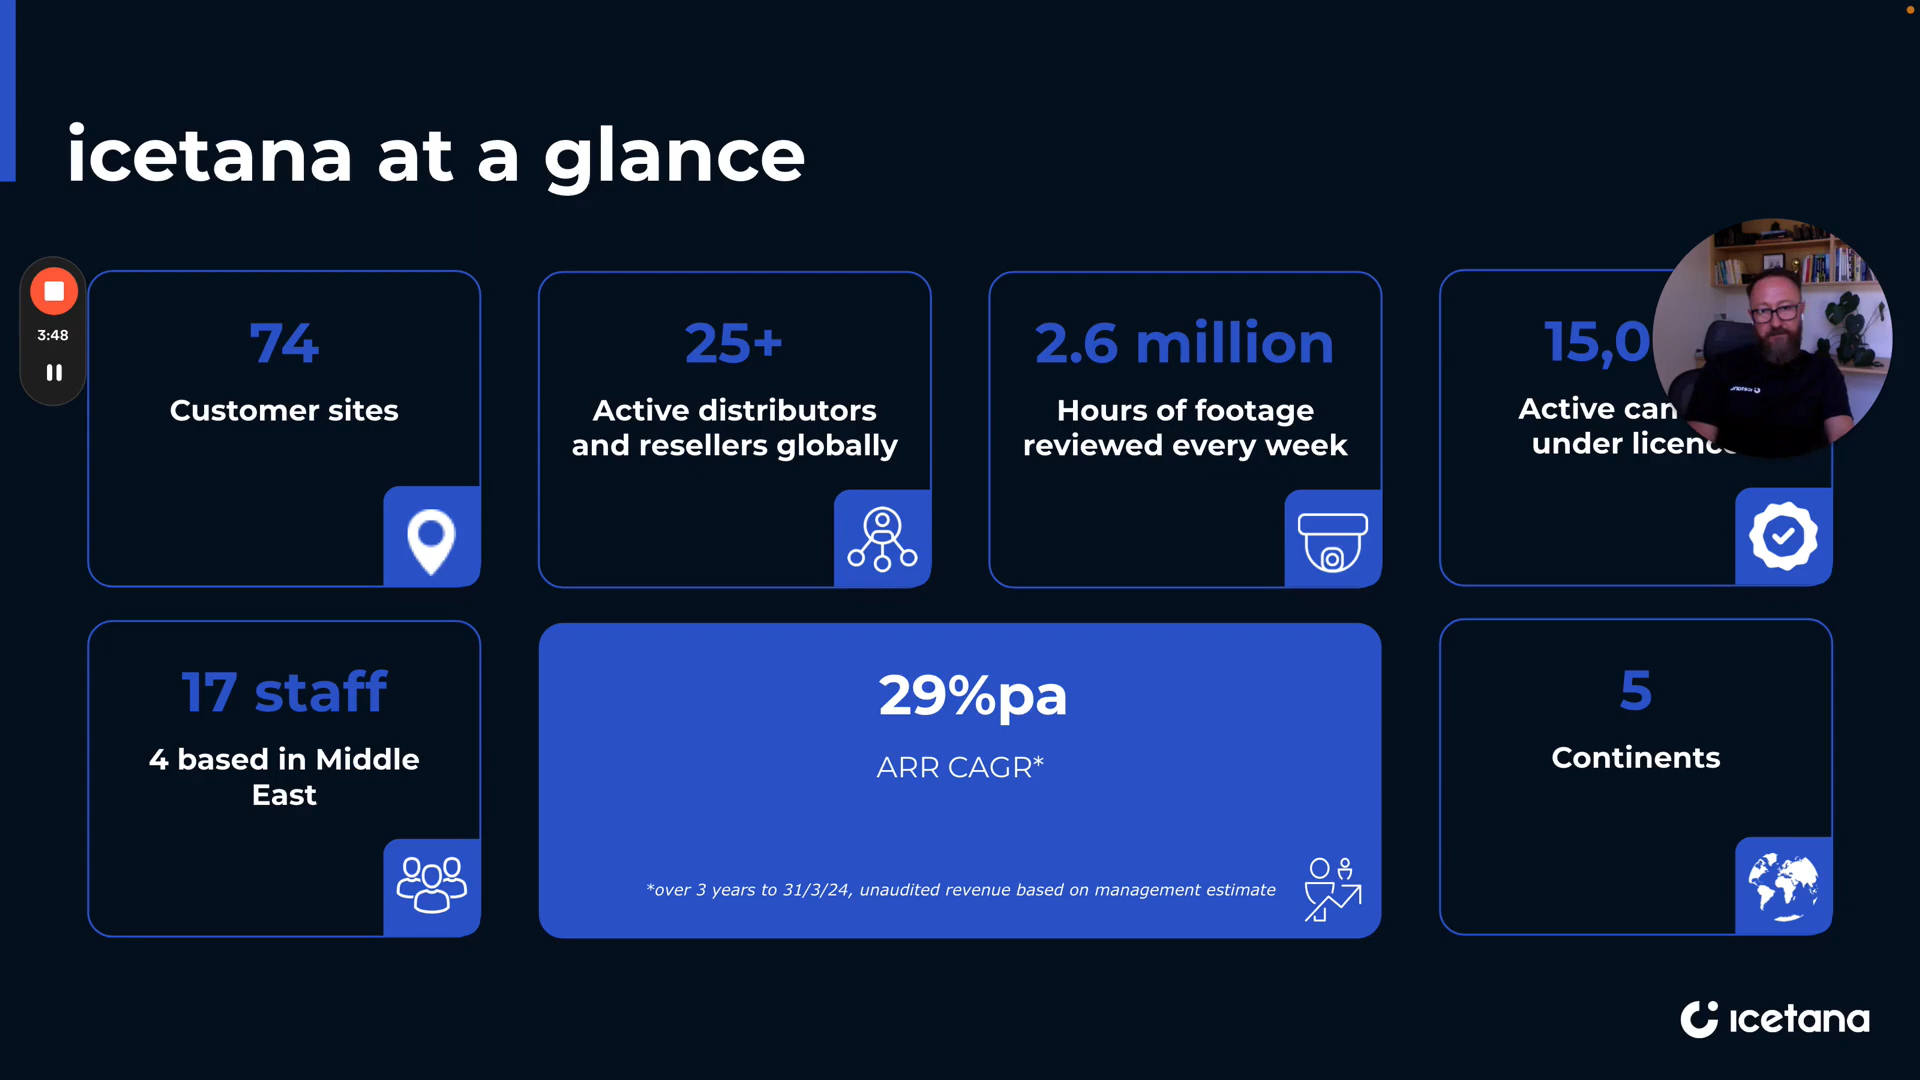 icetana at a glance
3:48
74
Customer sites
25+
Active distributors
and resellers globally
2.6 million
Hours of footage
reviewed every week
15,0
Active
under
17 staff
4 based in Middle
East
29%pa
ARR CAGR*
*over 3 years to 31/3/24, unaudited revenue based on management estimate
5
Continents
icetana